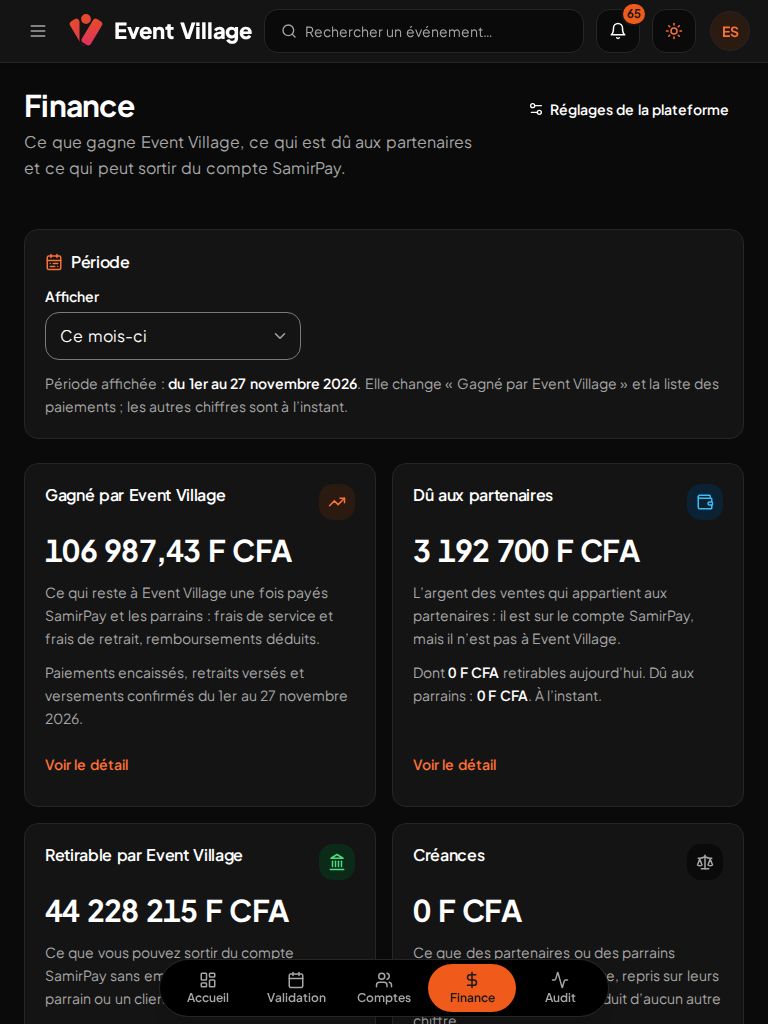 Event Village
Rechercher un événement...
65
ES
Finance
Réglages de la plateforme
Ce que gagne Event Village, ce qui est dû aux partenaires
et ce qui peut sortir du compte SamirPay.
Période
Afficher
Ce mois-ci
Période affichée : du 1er au 27 novembre 2026. Elle change « Gagné par Event Village » et la liste des
paiements ; les autres chiffres sont à l'instant.
Gagné par Event Village
106 987,43 F CFA
Ce qui reste à Event Village une fois payés
SamirPay et les parrains : frais de service et
frais de retrait, remboursements déduits.
Paiements encaissés, retraits versés et
versements confirmés du 1er au 27 novembre
2026.
Voir le détail
Dû aux partenaires
3 192 700 F CFA
L'argent des ventes qui appartient aux
partenaires : il est sur le compte SamirPay,
mais il n'est pas à Event Village.
Dont 0 F CFA retirables aujourd'hui. Dû aux
parrains : 0 F CFA. À l'instant.
Voir le détail
Retirable par Event Village
44 228 215 F CFA
Ce que vous pouvez sortir du compte
SamirPay sans
parrain ou un
Créances
0 F CFA
Ce que des partenaires ou des parrains
repris sur leurs
d'aucun autre
chiffre.
Accueil
Validation
Comptes
Finance
Audit